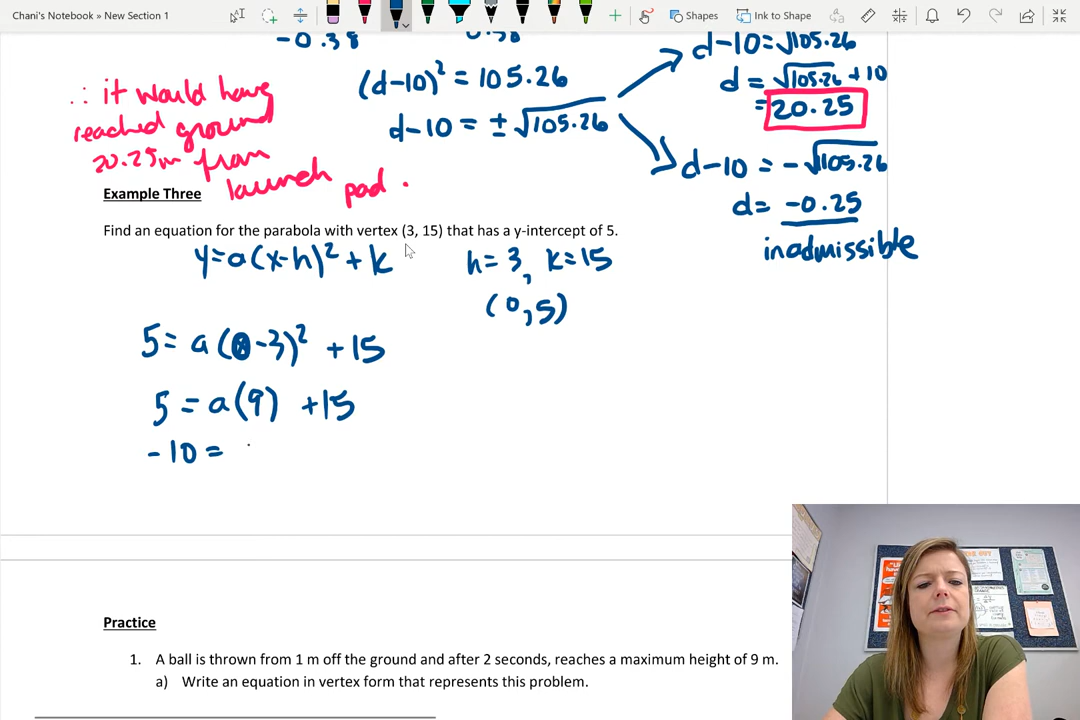 Chani's Notebook » New Section 1
Shapes
Ink to Shape
-0.38
0.38
d-10=√105.26
(d-10)² = 105.26
d = √105.26 + 10
= 20.25
d-10 = ± √105.26
∴ it would have
reached ground
20.25m from
launch pad.
d-10 = -√105.26
d = -0.25
inadmissible
Example Three
Find an equation for the parabola with vertex (3, 15) that has a y-intercept of 5.
y=a(x-h)² + k
h= 3, k=15
(0,5)
5= a(0-3)² +15
5 = a(9) +15
-10 =
Practice
1. A ball is thrown from 1 m off the ground and after 2 seconds, reaches a maximum height of 9 m.
a) Write an equation in vertex form that represents this problem.